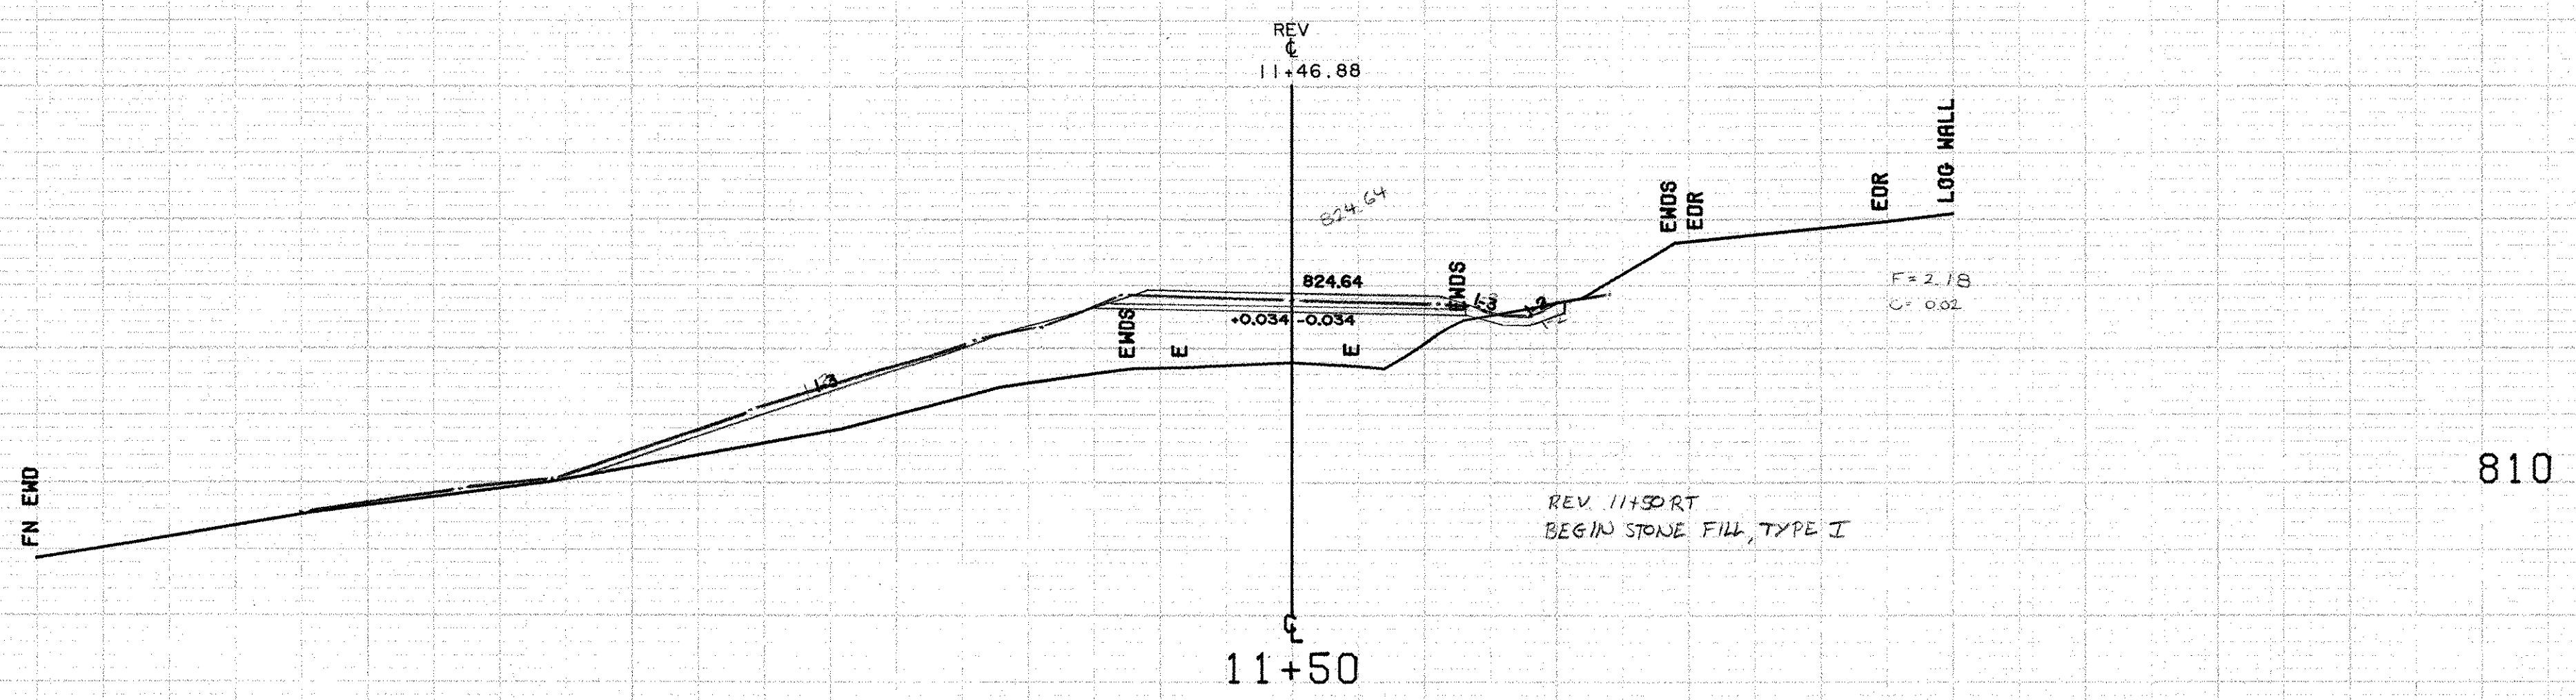 REV
℄
11+46.88
LOG WALL
EDR
EWDS
EDR
824.64
EWDS
824.64
1-3
1-2
F = 2.18
C = 0.02
+0.034 -0.034
EWDS
E
E
1-3
FN EWD
810
REV. 11+50 RT
BEGIN STONE FILL, TYPE I
℄
11+50